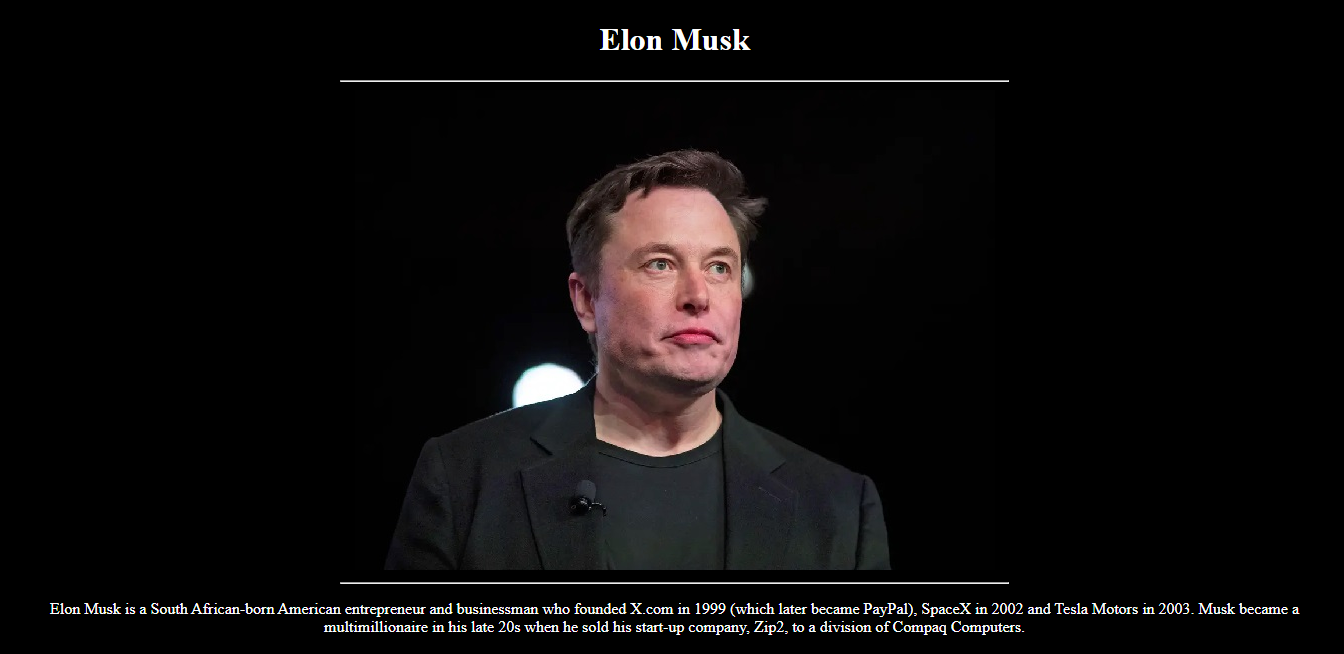 Elon Musk
Elon Musk is a South African-born American entrepreneur and businessman who founded X.com in 1999 (which later became PayPal), SpaceX in 2002 and Tesla Motors in 2003. Musk became a
multimillionaire in his late 20s when he sold his start-up company, Zip2, to a division of Compaq Computers.